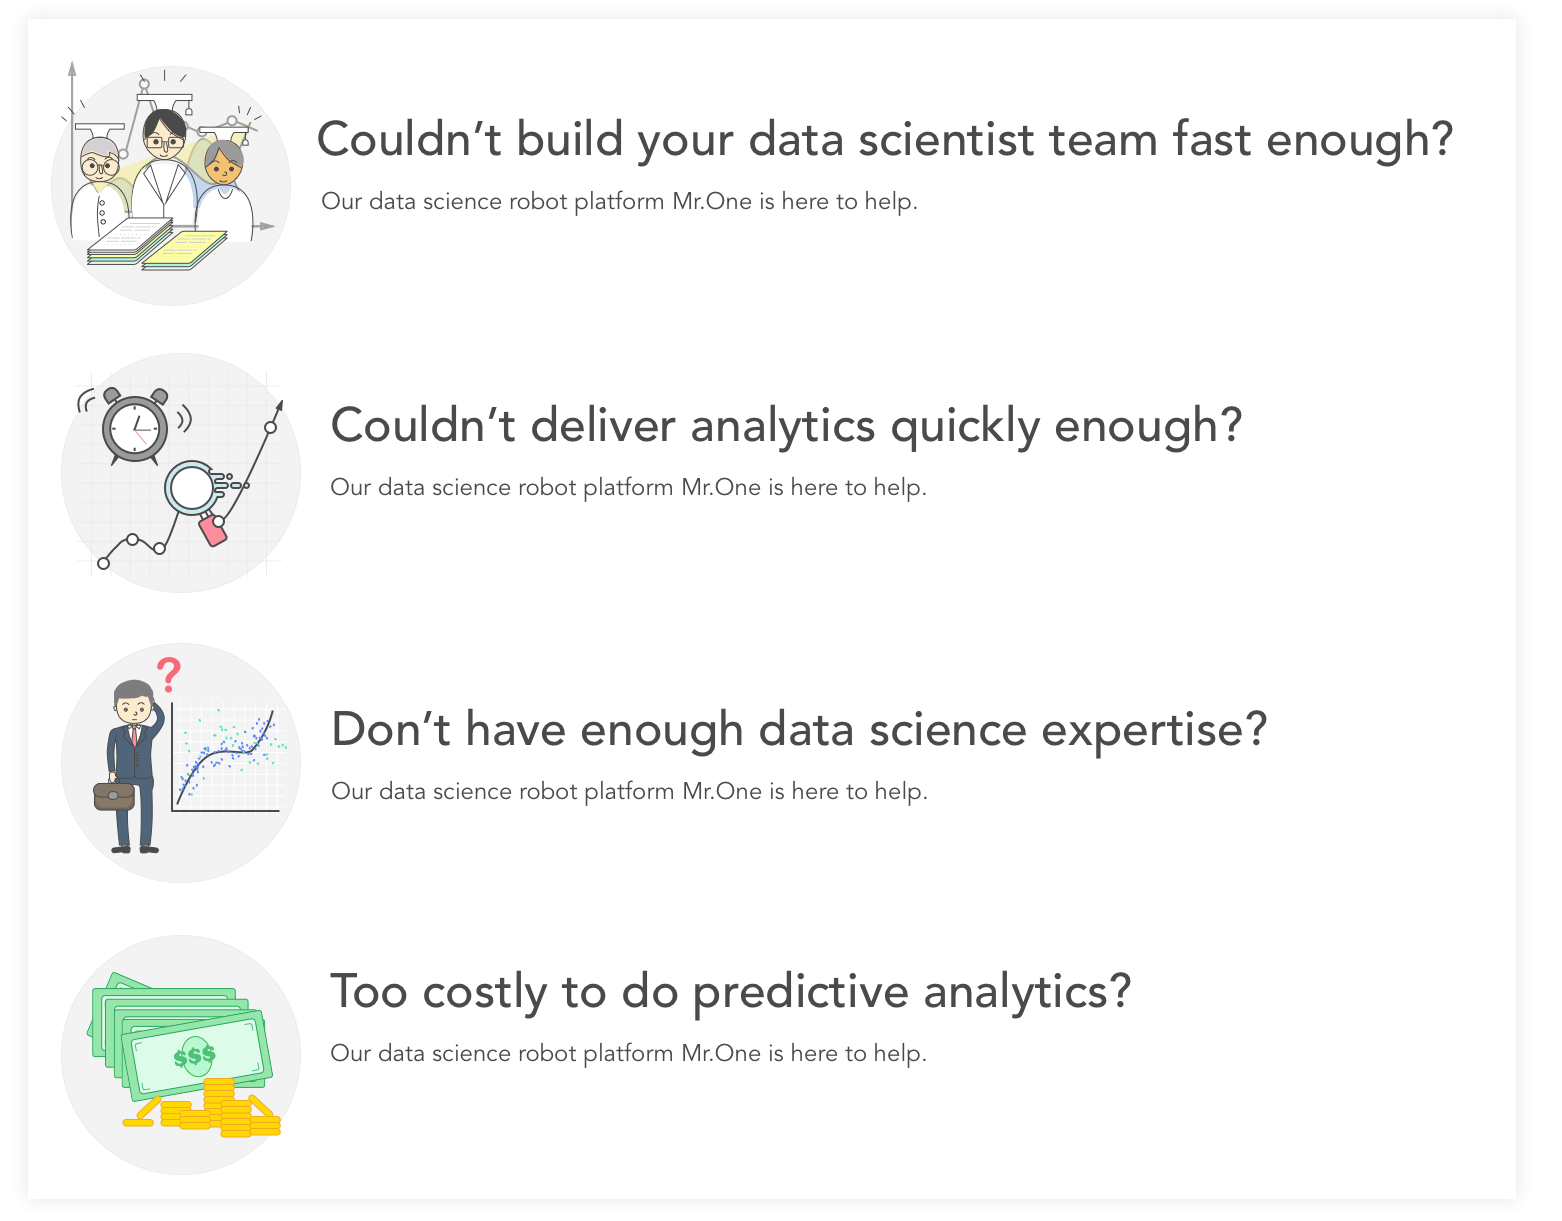 Couldn’t build your data scientist team fast enough?
Our data science robot platform Mr.One is here to help.
Couldn’t deliver analytics quickly enough?
Our data science robot platform Mr.One is here to help.
?
Don’t have enough data science expertise?
Our data science robot platform Mr.One is here to help.
Too costly to do predictive analytics?
Our data science robot platform Mr.One is here to help.
$$$